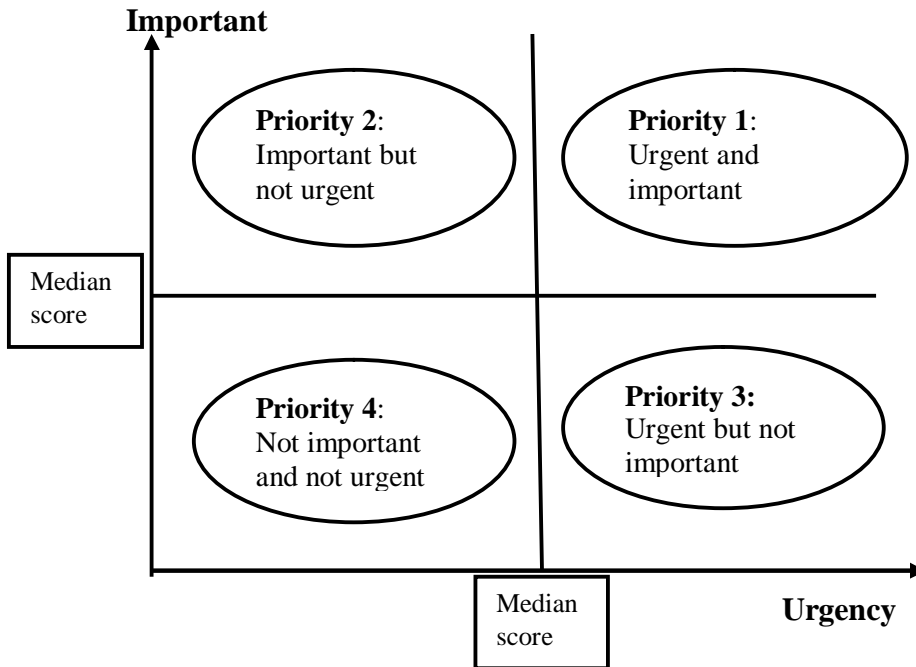 Important
Priority 2:
Important but
not urgent
Priority 1:
Urgent and
important
Median
score
Priority 4:
Not important
and not urgent
Priority 3:
Urgent but not
important
Median
score
Urgency